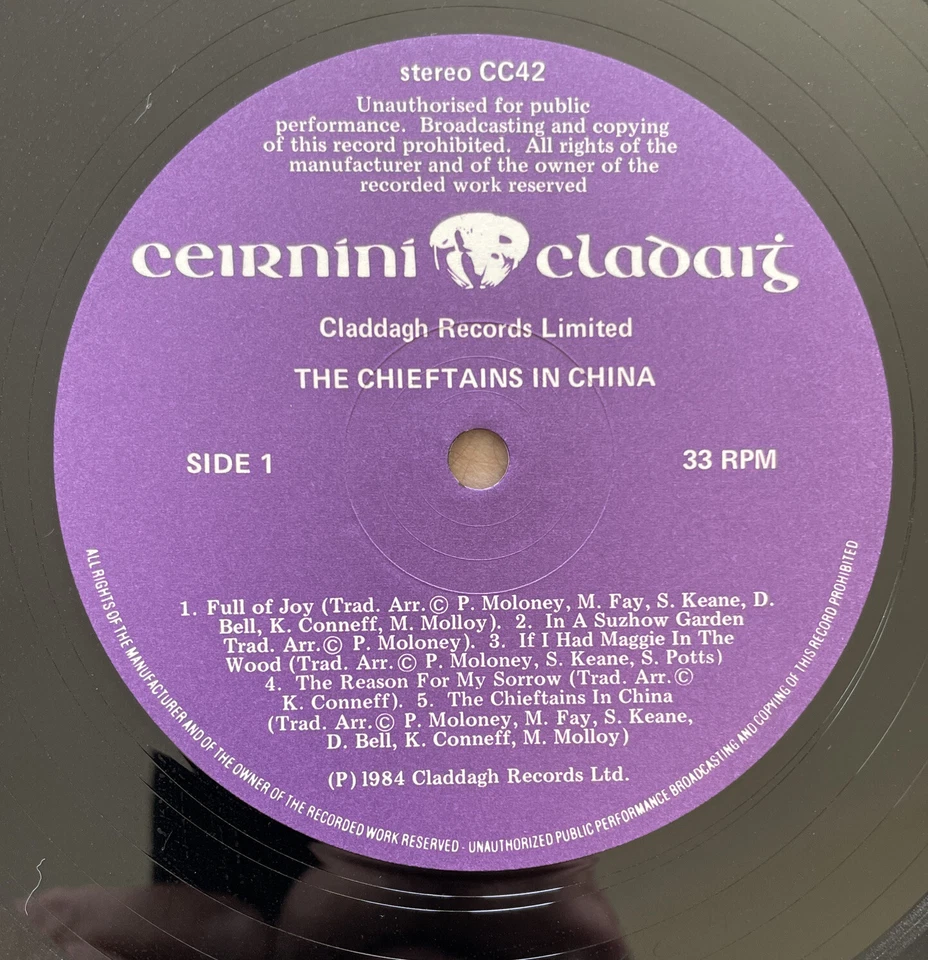 stereo CC42
Unauthorised for public
performance. Broadcasting and copying
of this record prohibited. All rights of the
manufacturer and of the owner of the
recorded work reserved
ceirníní cladaiġ
Claddagh Records Limited
THE CHIEFTAINS IN CHINA
SIDE 1
33 RPM
1. Full of Joy (Trad. Arr.© P. Moloney, M. Fay, S. Keane, D.
Bell, K. Conneff, M. Molloy). 2. In A Suzhow Garden
Trad. Arr.© P. Moloney). 3. If I Had Maggie In The
Wood (Trad. Arr.© P. Moloney, S. Keane, S. Potts)
4. The Reason For My Sorrow (Trad. Arr.©
K. Conneff). 5. The Chieftains In China
(Trad. Arr.© P. Moloney, M. Fay, S. Keane,
D. Bell, K. Conneff, M. Molloy)
(P) 1984 Claddagh Records Ltd.
ALL RIGHTS OF THE MANUFACTURER AND OF THE OWNER OF THE RECORDED WORK RESERVED - UNAUTHORIZED PUBLIC PERFORMANCE BROADCASTING AND COPYING OF THIS RECORD PROHIBITED